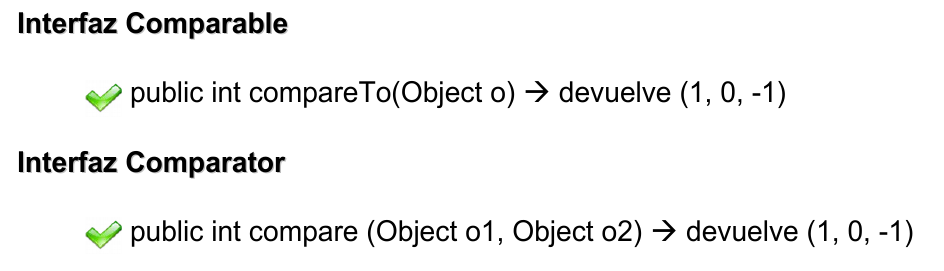 Interfaz Comparable
public int compareTo(Object o) → devuelve (1, 0, -1)
Interfaz Comparator
public int compare (Object o1, Object o2) → devuelve (1, 0, -1)